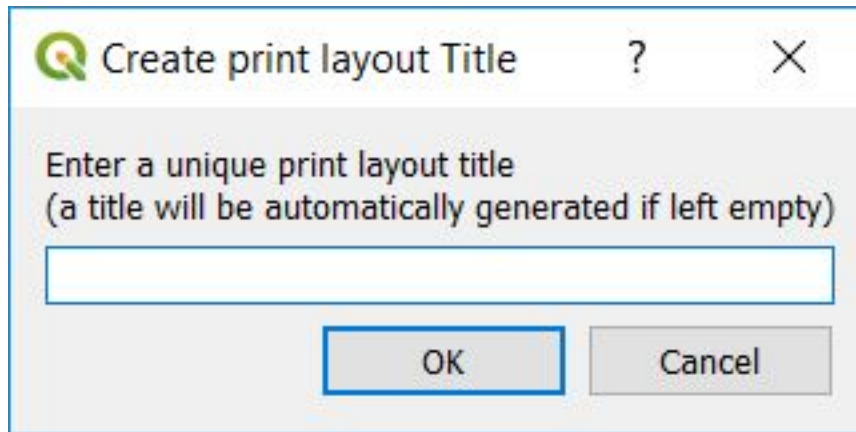 Create print layout Title ?
Enter a unique print layout title
(a title will be automatically generated if left empty)
OK Cancel